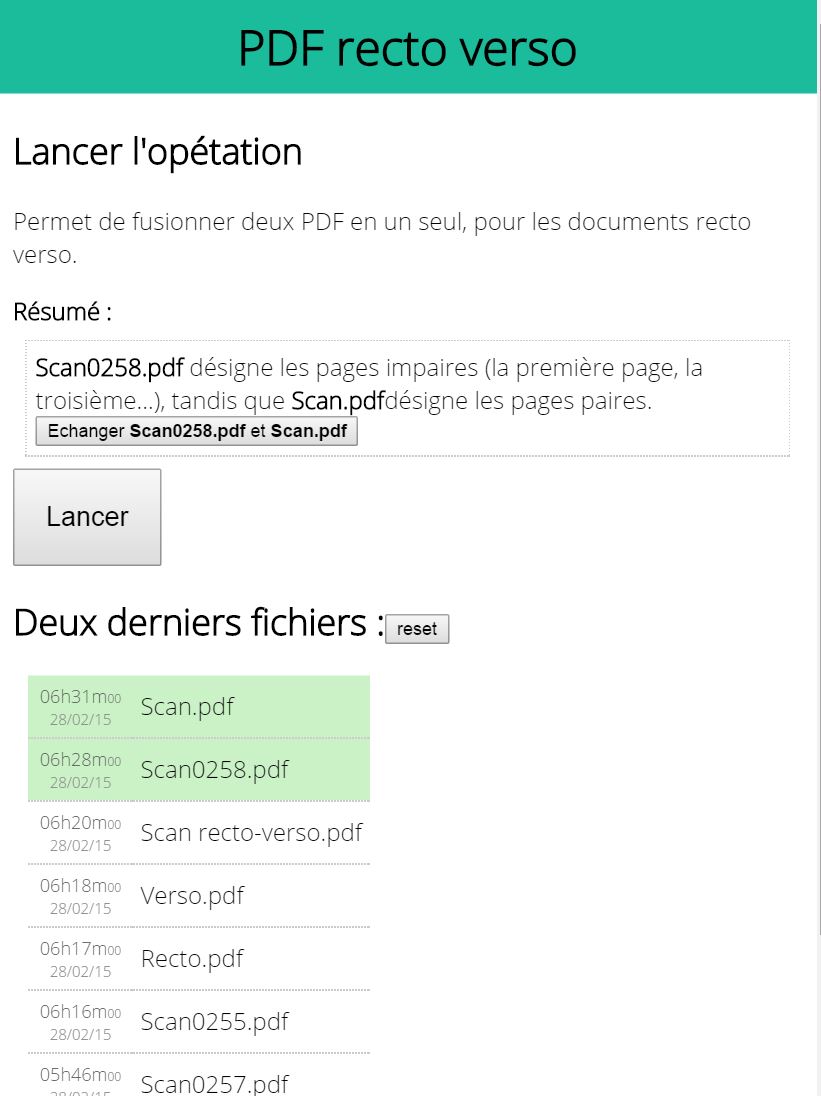 PDF recto verso
Lancer l'opétation
Permet de fusionner deux PDF en un seul, pour les documents recto
verso.
Résumé :
Scan0258.pdf désigne les pages impaires (la première page, la
troisième...), tandis que Scan.pdfdésigne les pages paires.
Echanger Scan0258.pdf et Scan.pdf
Lancer
Deux derniers fichiers : reset
06h31m00
28/02/15
Scan.pdf
06h28m00
28/02/15
Scan0258.pdf
06h20m00
28/02/15
Scan recto-verso.pdf
06h18m00
28/02/15
Verso.pdf
06h17m00
28/02/15
Recto.pdf
06h16m00
28/02/15
Scan0255.pdf
05h46m00
28/02/15
Scan0257.pdf